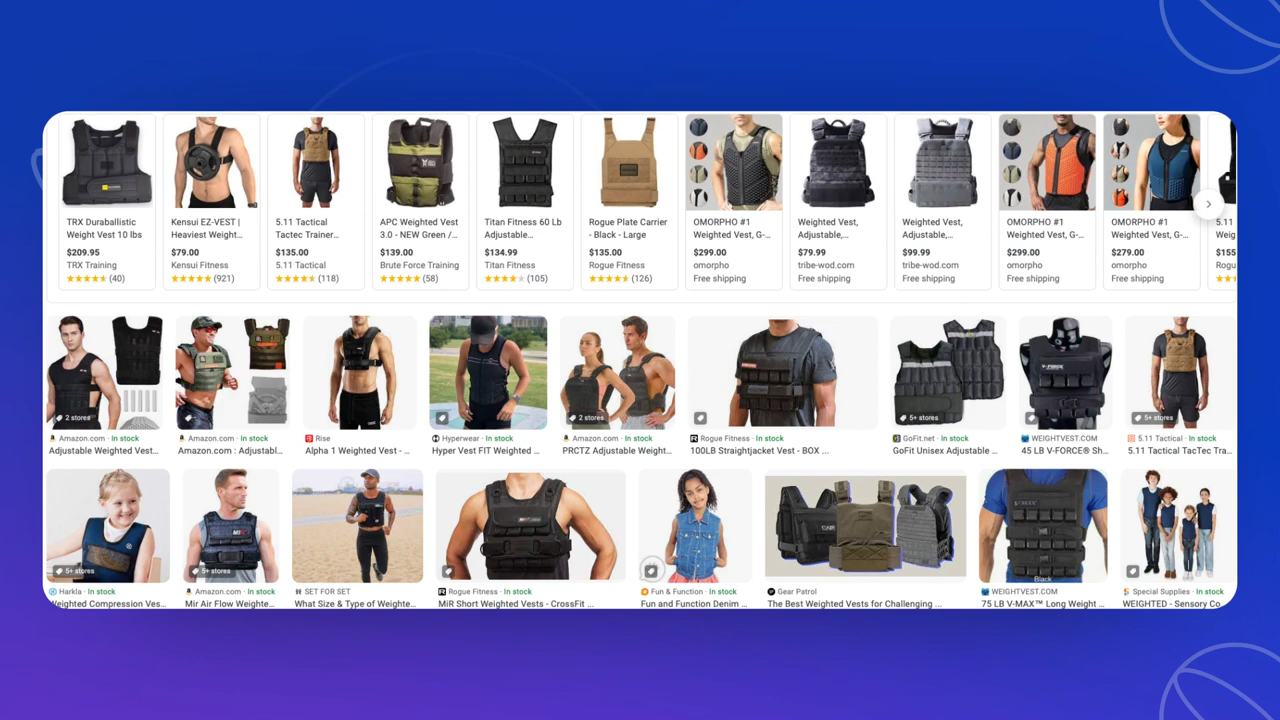 TRX Duraballistic
Weight Vest 10 lbs
$209.95
TRX Training
(40)
Kensui EZ-VEST |
Heaviest Weight...
$79.00
Kensui Fitness
(921)
5.11 Tactical
Tactec Trainer...
$135.00
5.11 Tactical
(118)
APC Weighted Vest
3.0 - NEW Green /...
$139.00
Brute Force Training
(58)
Titan Fitness 60 Lb
Adjustable...
$134.99
Titan Fitness
(105)
Rogue Plate Carrier
- Black - Large
$135.00
Rogue Fitness
(126)
OMORPHO #1
Weighted Vest, G-...
$299.00
omorpho
Free shipping
Weighted Vest,
Adjustable,...
$79.99
tribe-wod.com
Free shipping
Weighted Vest,
Adjustable,...
$99.99
tribe-wod.com
Free shipping
OMORPHO #1
Weighted Vest, G-...
$299.00
omorpho
Free shipping
OMORPHO #1
Weighted Vest, G-...
$279.00
omorpho
Free shipping
5.11
Weig
$155
Rogu
2 stores
Amazon.com · In stock
Adjustable Weighted Vest...
Amazon.com · In stock
Amazon.com : Adjustabl...
Rise
Alpha 1 Weighted Vest - ...
Hyperwear · In stock
Hyper Vest FIT Weighted ...
2 stores
Amazon.com · In stock
PRCTZ Adjustable Weight...
Rogue Fitness · In stock
100LB Straightjacket Vest - BOX ...
5+ stores
GoFit.net · In stock
GoFit Unisex Adjustable ...
V-FORCE
WEIGHTVEST.COM
45 LB V-FORCE® Sh...
5+ stores
5.11 Tactical · In stock
5.11 Tactical TacTec Tra...
5+ stores
Harkla · In stock
Weighted Compression Ves...
MIR
5+ stores
Amazon.com · In stock
Mir Air Flow Weighte...
SET FOR SET
What Size & Type of Weighte...
Rogue Fitness · In stock
MiR Short Weighted Vests - CrossFit ...
Fun & Function · In stock
Fun and Function Denim ...
Gear Patrol
The Best Weighted Vests for Challenging ...
V-MAX
Black
WEIGHTVEST.COM
75 LB V-MAX™ Long Weight ...
Special Supplies · In stock
WEIGHTED - Sensory Co